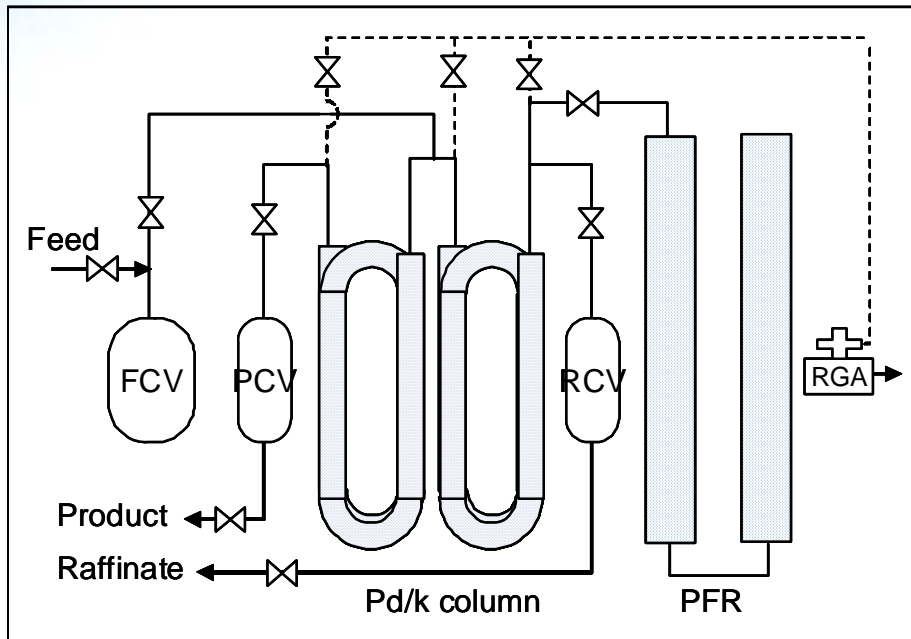 Feed
FCV
PCV
RCV
RGA
Product
Raffinate
Pd/k column
PFR